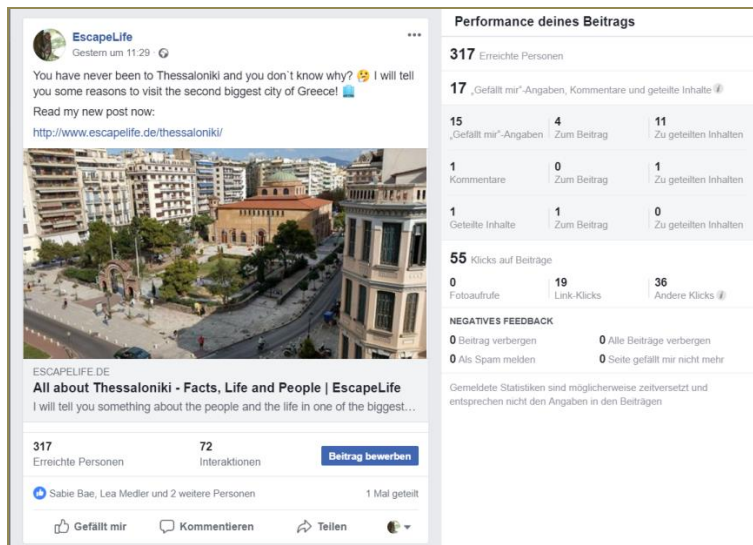 EscapeLife
Gestern um 11:29
You have never been to Thessaloniki and you don`t know why? I will tell
you some reasons to visit the second biggest city of Greece!
Read my new post now:
http://www.escapelife.de/thessaloniki/
ESCAPELIFE.DE
All about Thessaloniki - Facts, Life and People | EscapeLife
I will tell you something about the people and the life in one of the biggest…
317 72
Erreichte Personen Interaktionen
Beitrag bewerben
Sabie Bae, Lea Medler und 2 weitere Personen 1 Mal geteilt
Gefällt mir Kommentieren Teilen
Performance deines Beitrags
317 Erreichte Personen
17 „Gefällt mir"-Angaben, Kommentare und geteilte Inhalte
15 4 11
„Gefällt mir"-Angaben Zum Beitrag Zu geteilten Inhalten
1 0 1
Kommentare Zum Beitrag Zu geteilten Inhalten
1 1 0
Geteilte Inhalte Zum Beitrag Zu geteilten Inhalten
55 Klicks auf Beiträge
0 19 36
Fotoaufrufe Link-Klicks Andere Klicks
NEGATIVES FEEDBACK
0 Beitrag verbergen 0 Alle Beiträge verbergen
0 Als Spam melden 0 Seite gefällt mir nicht mehr
Gemeldete Statistiken sind möglicherweise zeitversetzt und
entsprechen nicht den Angaben in den Beiträgen